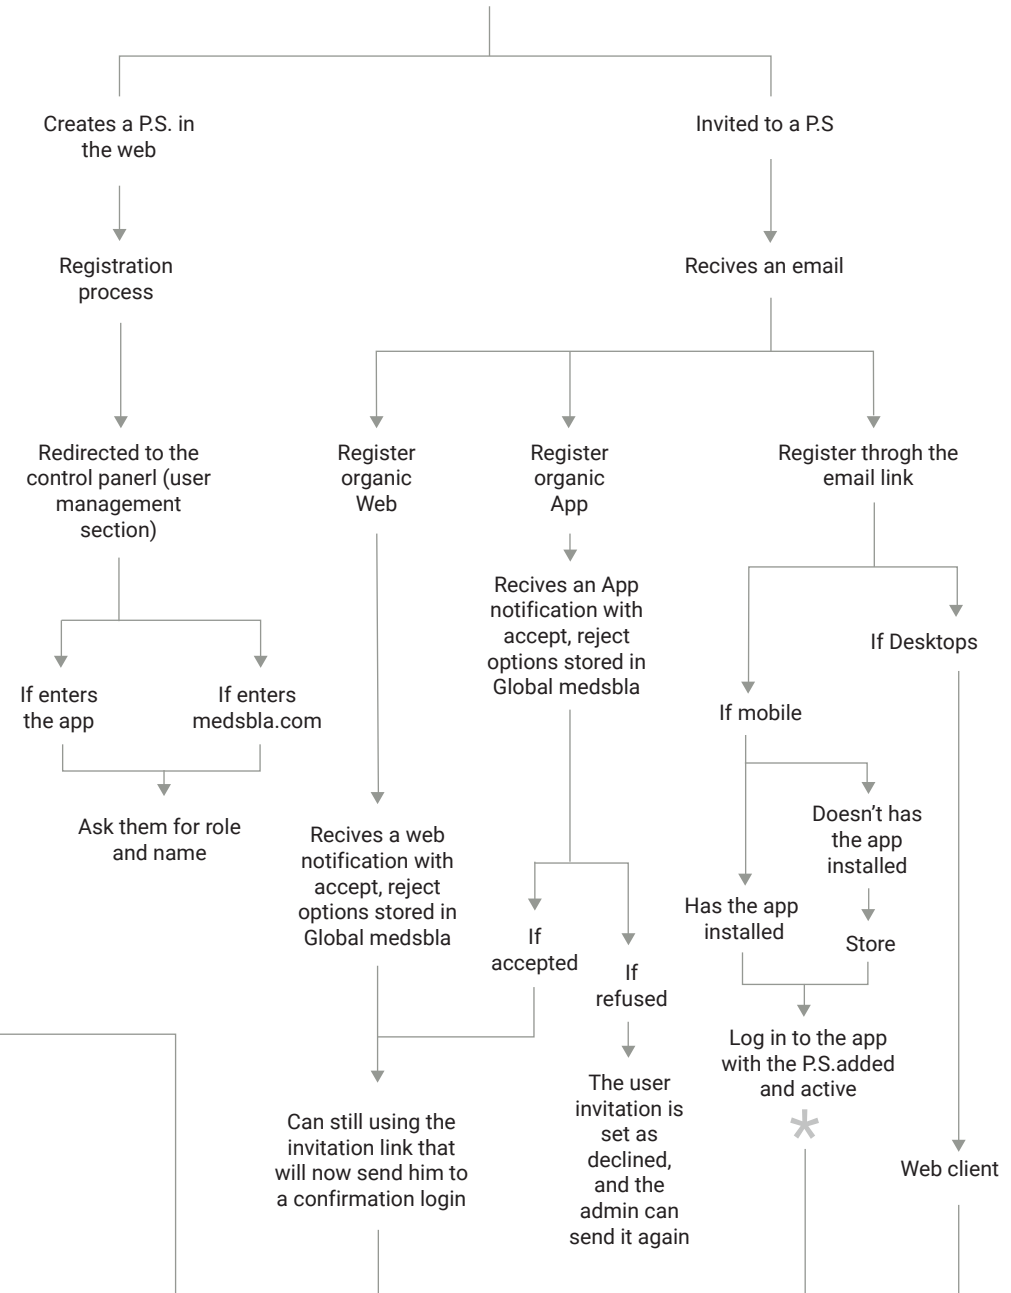 Creates a P.S. in
the web
Invited to a P.S
Registration
process
Recives an email
Redirected to the
control panerl (user
management
section)
Register
organic
Web
Register
organic
App
Register throgh the
email link
Recives an App
notification with
accept, reject
options stored in
Global medsbla
If Desktops
If enters
the app
If enters
medsbla.com
If mobile
Ask them for role
and name
Recives a web
notification with
accept, reject
options stored in
Global medsbla
Doesn’t has
the app
installed
Has the app
installed
If
accepted
If
refused
Store
Log in to the app
with the P.S.added
and active
*
The user
invitation is
set as
declined,
and the
admin can
send it again
Can still using the
invitation link that
will now send him to
a confirmation login
Web client